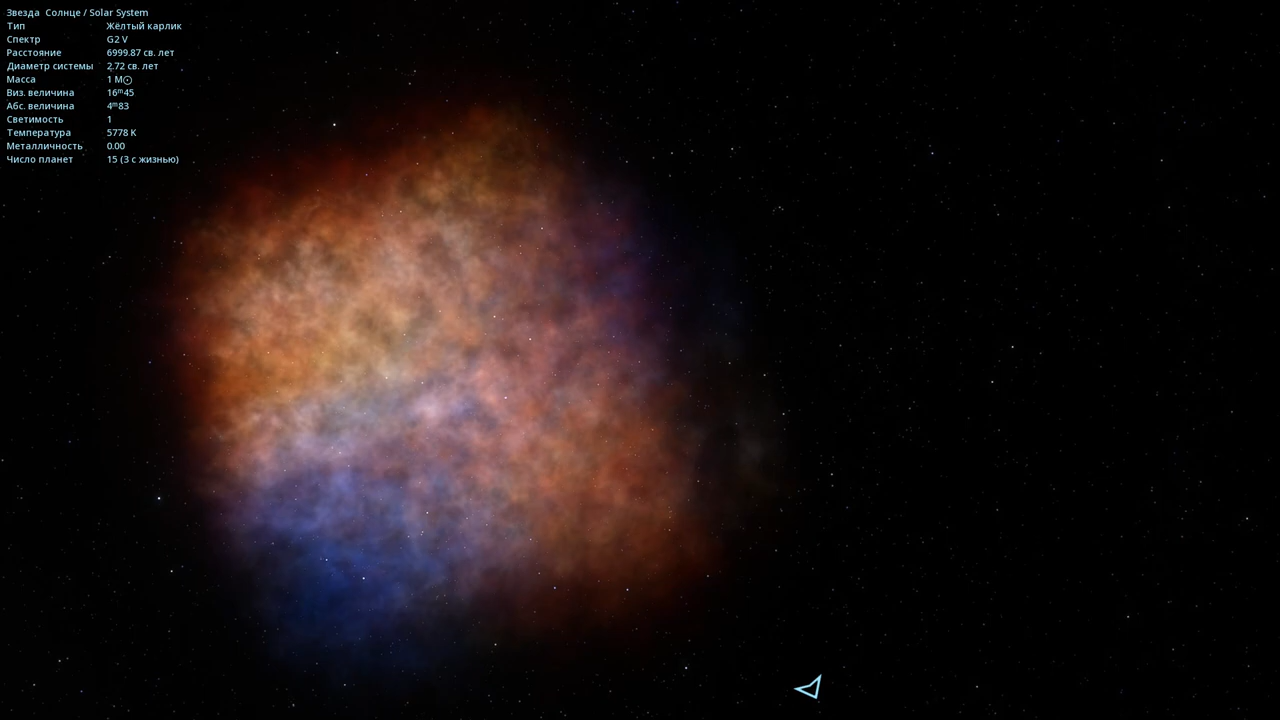 Звезда Солнце / Solar System
Тип Жёлтый карлик
Спектр G2 V
Расстояние 6999.87 св. лет
Диаметр системы 2.72 св. лет
Масса 1 M☉
Виз. величина 16ᵐ45
Абс. величина 4ᵐ83
Светимость 1
Температура 5778 K
Металличность 0.00
Число планет 15 (3 с жизнью)